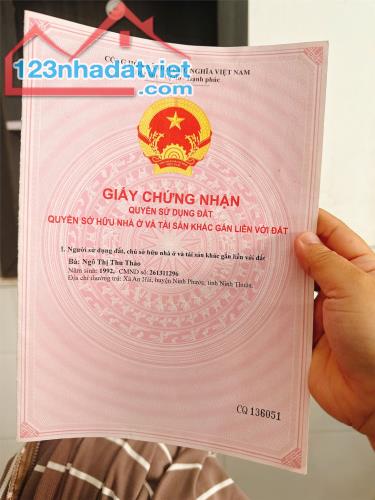 123nhadatviet
CỘNG HÒA NGHĨA VIỆT NAM
GIẤY CHỨNG NHẬN
QUYỀN SỬ DỤNG ĐẤT
QUYỀN SỞ HỮU NHÀ Ở VÀ TÀI SẢN KHÁC GẮN LIỀN VỚI ĐẤT
I. Người sử dụng đất, chủ sở hữu nhà ở và tài sản khác gắn liền với đất
Bà: Ngô Thị Thu Thảo
Năm sinh: 1992, CMND số: 261311296
Địa chỉ thường trú: Xã An Hải, huyện Ninh Phước, tỉnh Ninh Thuận.
CQ 136051